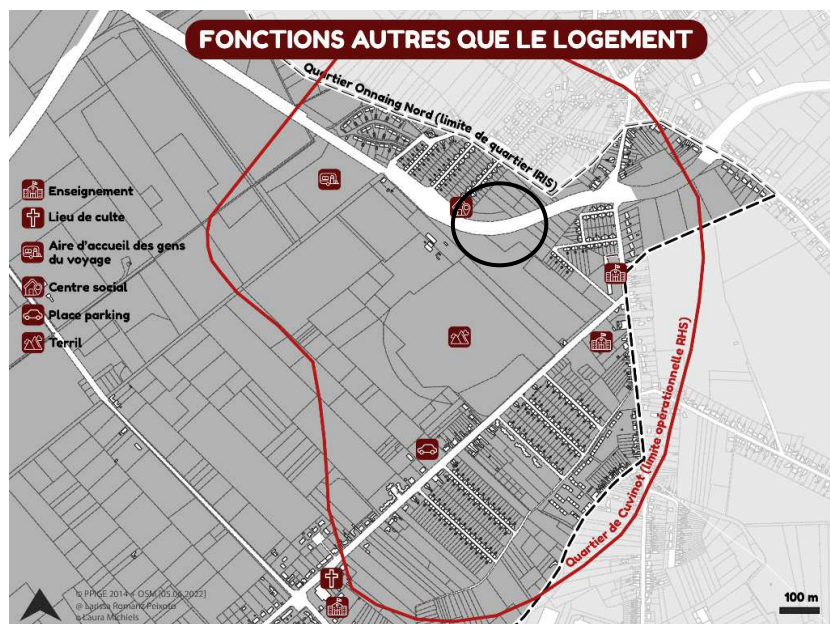 FONCTIONS AUTRES QUE LE LOGEMENT
Quartier Onnaing Nord (limite de quartier IRIS)
Enseignement
Lieu de culte
Aire d'accueil des gens
du voyage
Centre social
Place parking
Terril
Quartier de Cuvinot (limite opérationnelle RHS)
© PPIGE 2014 + OSM [05.06.2022]
@ Larissa Romariz Peixoto
Laura Michiels
100 m